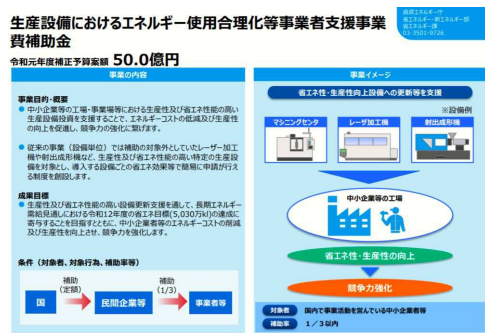 生産設備におけるエネルギー使用合理化等事業者支援事業
費補助金
資源エネルギー庁
省エネルギー・新エネルギー部
省エネルギー課
03-3501-9726
令和元年度補正予算案額 50.0億円
事業の内容
事業目的・概要
● 中小企業等の工場・事業場等における生産性及び省エネ性能の高い
生産設備投資を支援することで、エネルギーコストの低減及び生産性
の向上を促進し、競争力の強化に繋げます。
● 従来の事業（設備単位）では補助の対象外としていたレーザー加工
機や射出成形機など、生産性及び省エネ性能の高い特定の生産設
備を対象とし、導入する設備ごとの省エネ効果等で簡易に申請が行え
る制度を創設します。
成果目標
● 生産性及び省エネ性能の高い設備更新支援を通して、長期エネルギー
需給見通しにおける令和12年度の省エネ目標(5,030万kl)の達成に
寄与することを目指すとともに、中小企業者等のエネルギーコストの削減
及び生産性を向上させ、競争力を強化します。
条件（対象者、対象行為、補助率等）
国
補助
(定額)
民間企業等
補助
(1/3)
事業者等
事業イメージ
省エネ性・生産性向上設備への更新等を支援
※設備例
マシニングセンタ
レーザ加工機
射出成形機
中小企業等の工場
省エネ性・生産性の向上
競争力強化
対象者 国内で事業活動を営んでいる中小企業者等
補助率 1／3以内